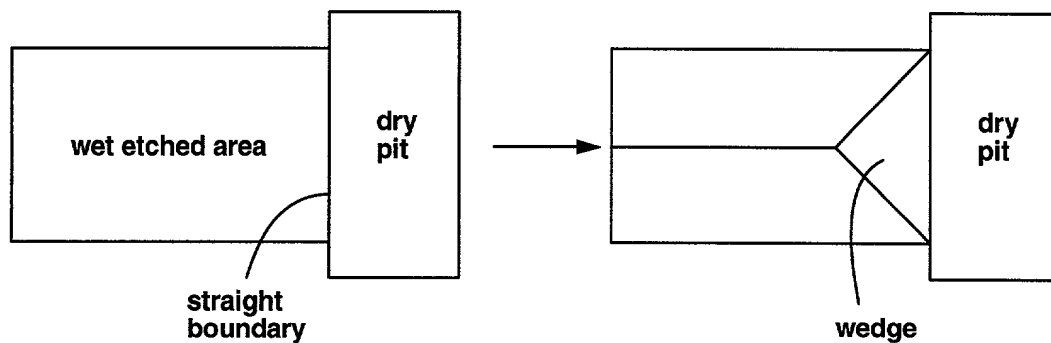 wet etched area
dry
pit
straight
boundary
dry
pit
wedge